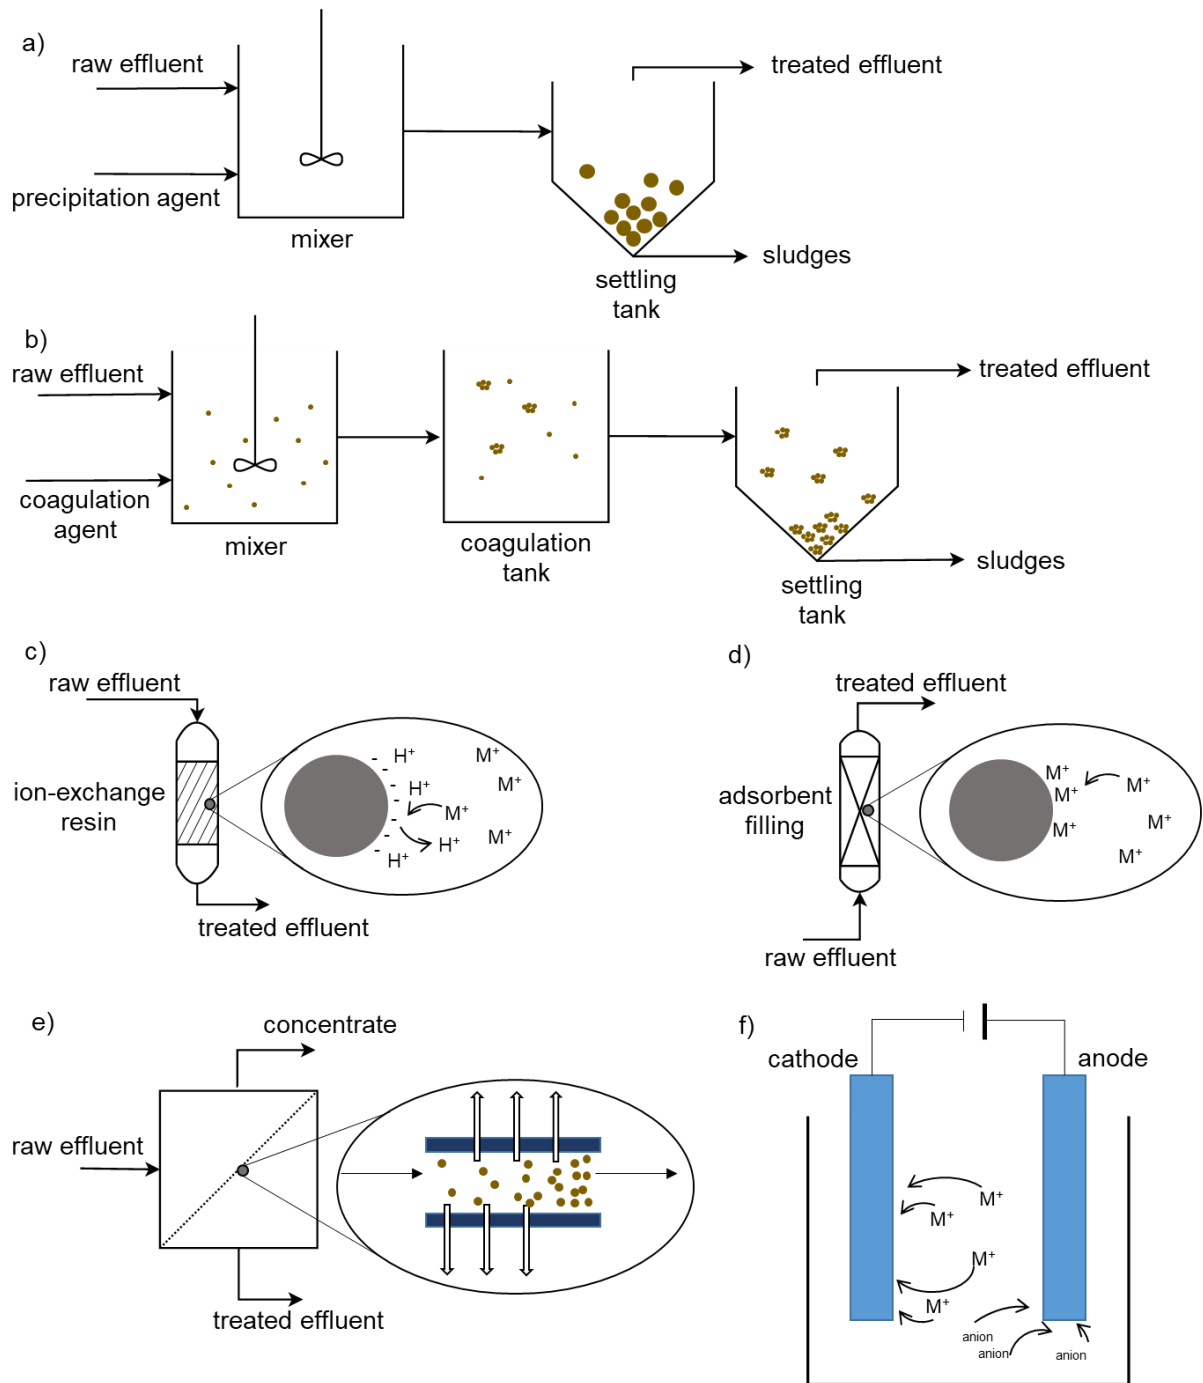 a)
raw effluent
precipitation agent
mixer
treated effluent
sludges
settling
tank
b)
raw effluent
coagulation
agent
mixer
coagulation
tank
treated effluent
sludges
settling
tank
c)
raw effluent
ion-exchange
resin
treated effluent
- H⁺ M⁺
-
- H⁺ M⁺
- M⁺
- H⁺ M⁺
- H⁺
d)
treated effluent
adsorbent
filling
raw effluent
M⁺ M⁺
M⁺
M⁺ M⁺
M⁺
e)
concentrate
raw effluent
treated effluent
f)
cathode
anode
M⁺
M⁺
M⁺
M⁺
anion
anion
anion